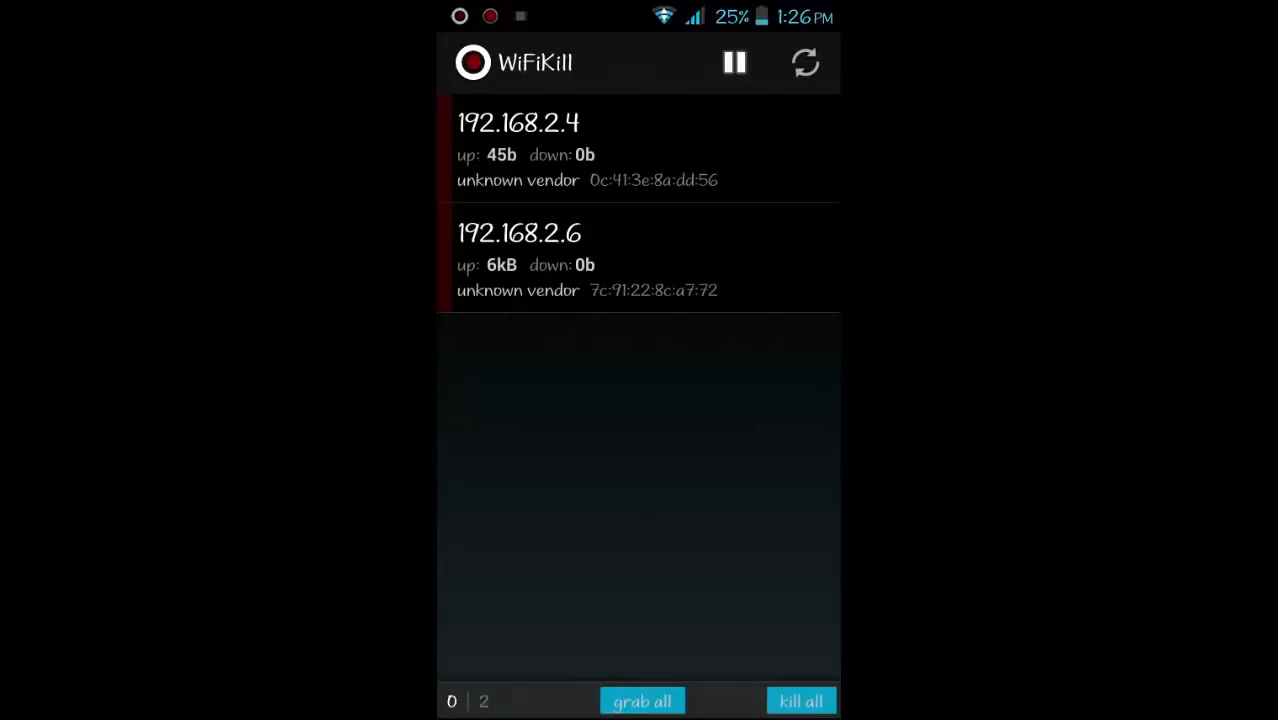 25% 1:26 PM
WiFiKill
192.168.2.4
up: 45b down: 0b
unknown vendor 0c:41:3e:8a:dd:56
192.168.2.6
up: 6kB down: 0b
unknown vendor 7c:91:22:8c:a7:72
0 | 2 grab all kill all